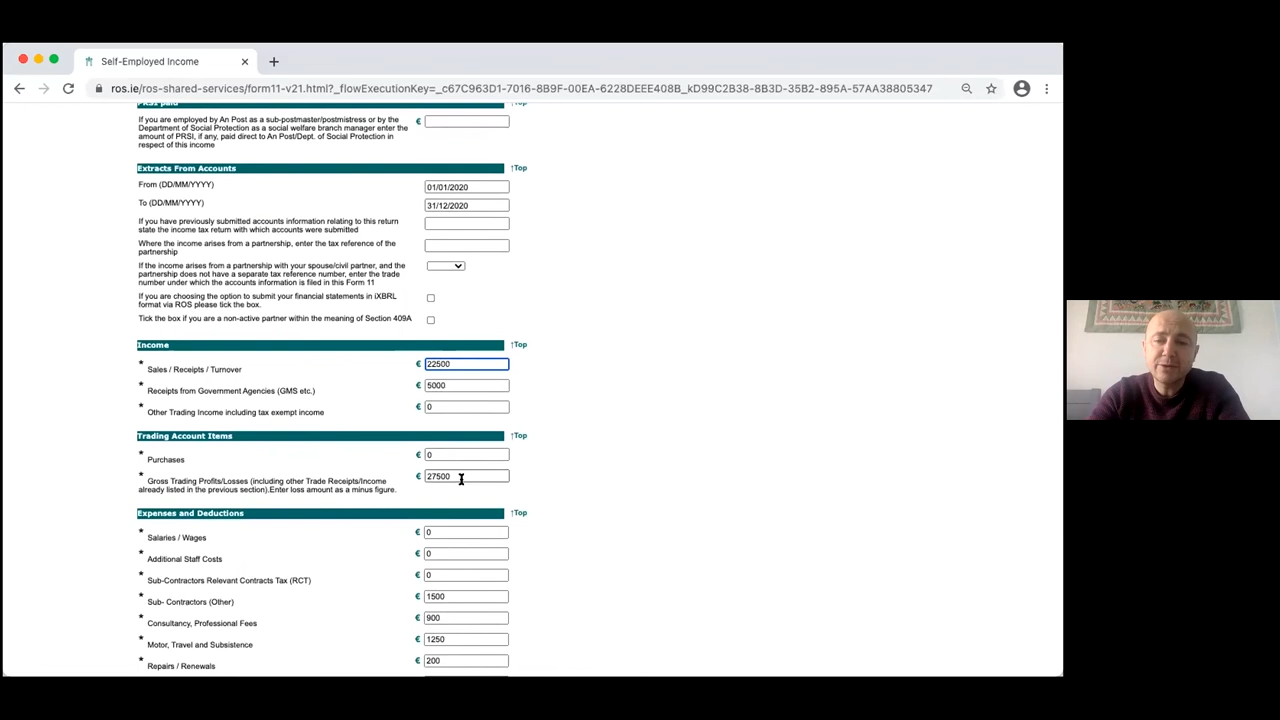 Self-Employed Income
ros.ie/ros-shared-services/form11-v21.html?_flowExecutionKey=_c67C963D1-7016-8B9F-00EA-6228DEEE408B_kD99C2B38-8B3D-35B2-895A-57AA38805347
PRSI paid
↑Top
If you are employed by An Post as a sub-postmaster/postmistress or by the
Department of Social Protection as a social welfare branch manager enter the
amount of PRSI, if any, paid direct to An Post/Dept. of Social Protection in
respect of this income
€
Extracts From Accounts ↑Top
From (DD/MM/YYYY) 01/01/2020
To (DD/MM/YYYY) 31/12/2020
If you have previously submitted accounts information relating to this return
state the income tax return with which accounts were submitted
Where the income arises from a partnership, enter the tax reference of the
partnership
If the income arises from a partnership with your spouse/civil partner, and the
partnership does not have a separate tax reference number, enter the trade
number under which the accounts information is filed in this Form 11
If you are choosing the option to submit your financial statements in iXBRL
format via ROS please tick the box.
Tick the box if you are a non-active partner within the meaning of Section 409A
Income ↑Top
* Sales / Receipts / Turnover € 22500
* Receipts from Government Agencies (GMS etc.) € 5000
* Other Trading Income including tax exempt income € 0
Trading Account Items ↑Top
* Purchases € 0
* Gross Trading Profits/Losses (including other Trade Receipts/Income € 27500
already listed in the previous section).Enter loss amount as a minus figure.
Expenses and Deductions ↑Top
* Salaries / Wages € 0
* Additional Staff Costs € 0
* Sub-Contractors Relevant Contracts Tax (RCT) € 0
* Sub- Contractors (Other) € 1500
* Consultancy, Professional Fees € 900
* Motor, Travel and Subsistence € 1250
* Repairs / Renewals € 200